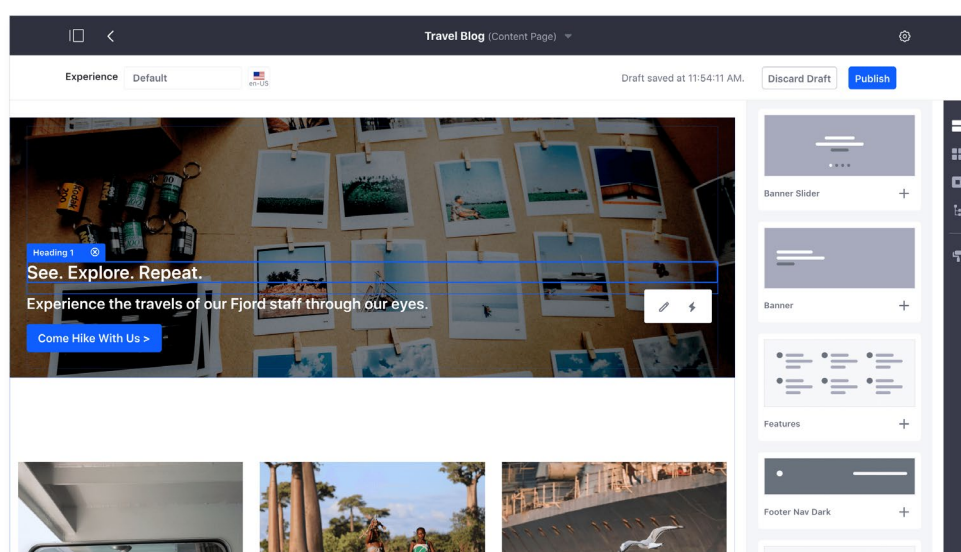 Travel Blog (Content Page)
Experience
Default
en-US
Draft saved at 11:54:11 AM.
Discard Draft
Publish
Heading 1
See. Explore. Repeat.
Experience the travels of our Fjord staff through our eyes.
Come Hike With Us >
Banner Slider
Banner
Features
Footer Nav Dark